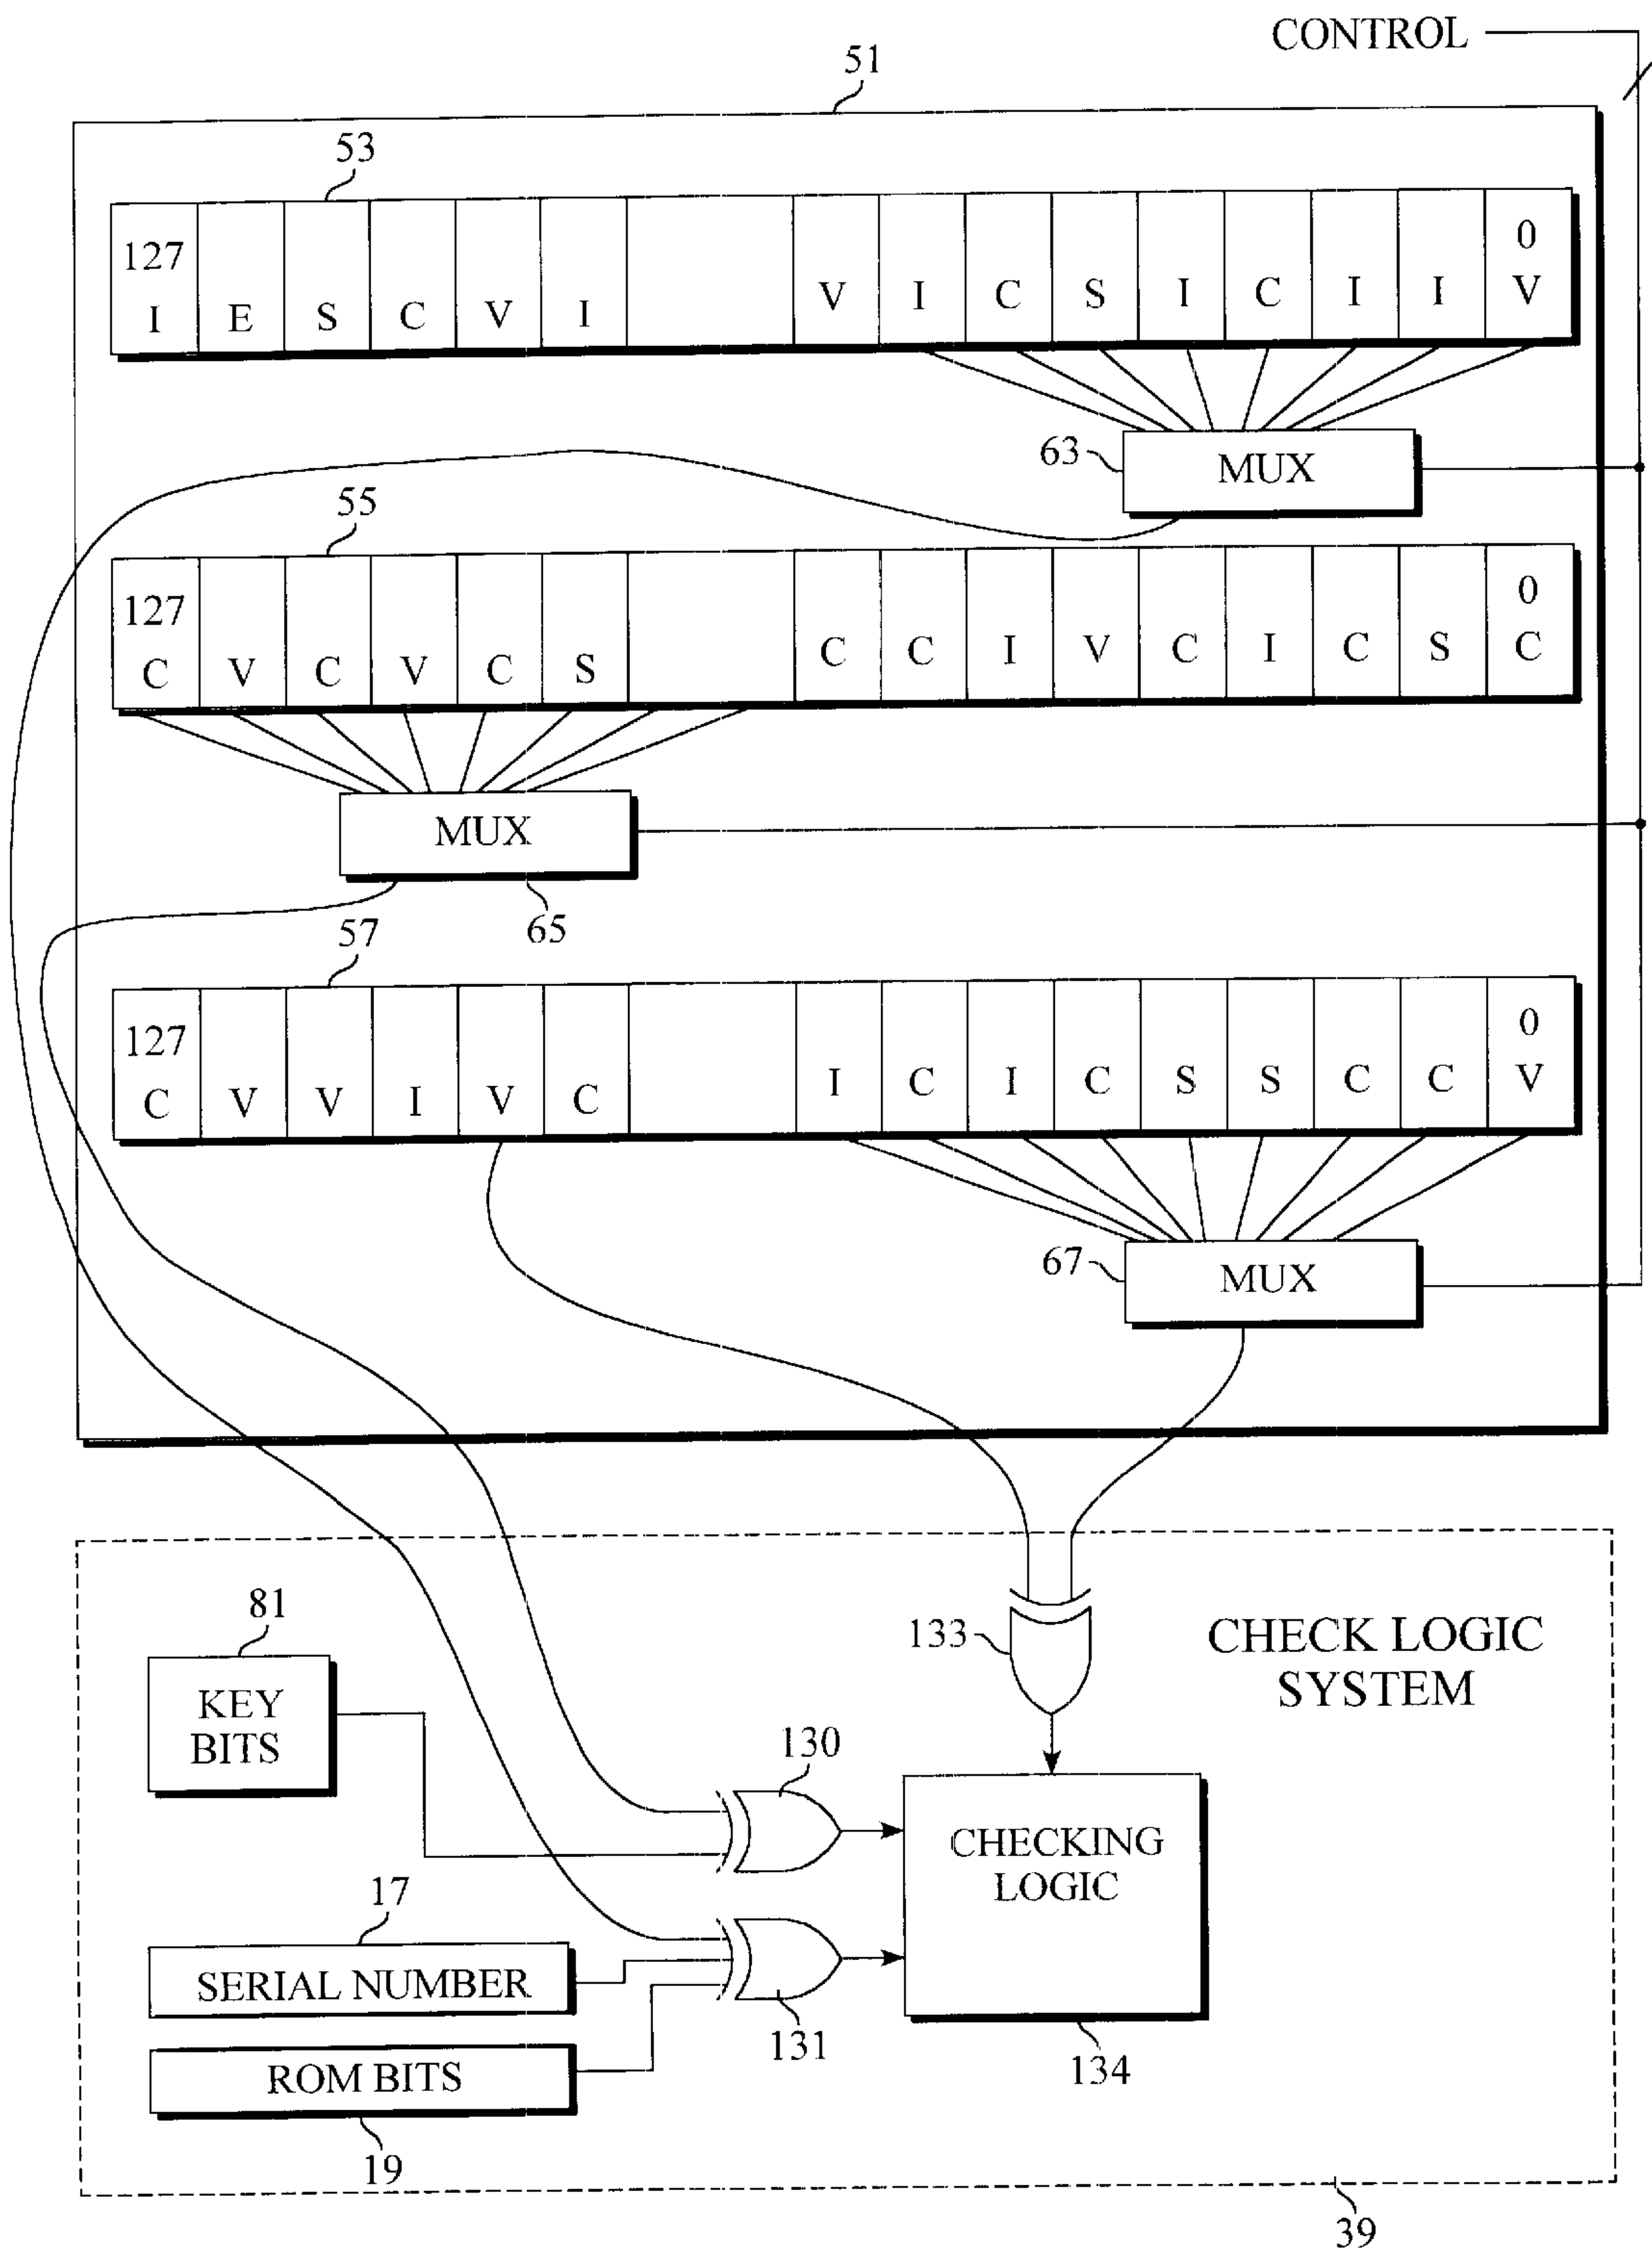 CONTROL
51
53
127 0
I E S C V I V I C S I C I I V
63 MUX
55
127 0
C V C V C S C C I V C I C S C
MUX
65
57
127 0
C V V I V C I C I C S S C C V
67 MUX
133
CHECK LOGIC
SYSTEM
81
KEY
BITS
130
CHECKING
LOGIC
17
SERIAL NUMBER
131
134
ROM BITS
19
39